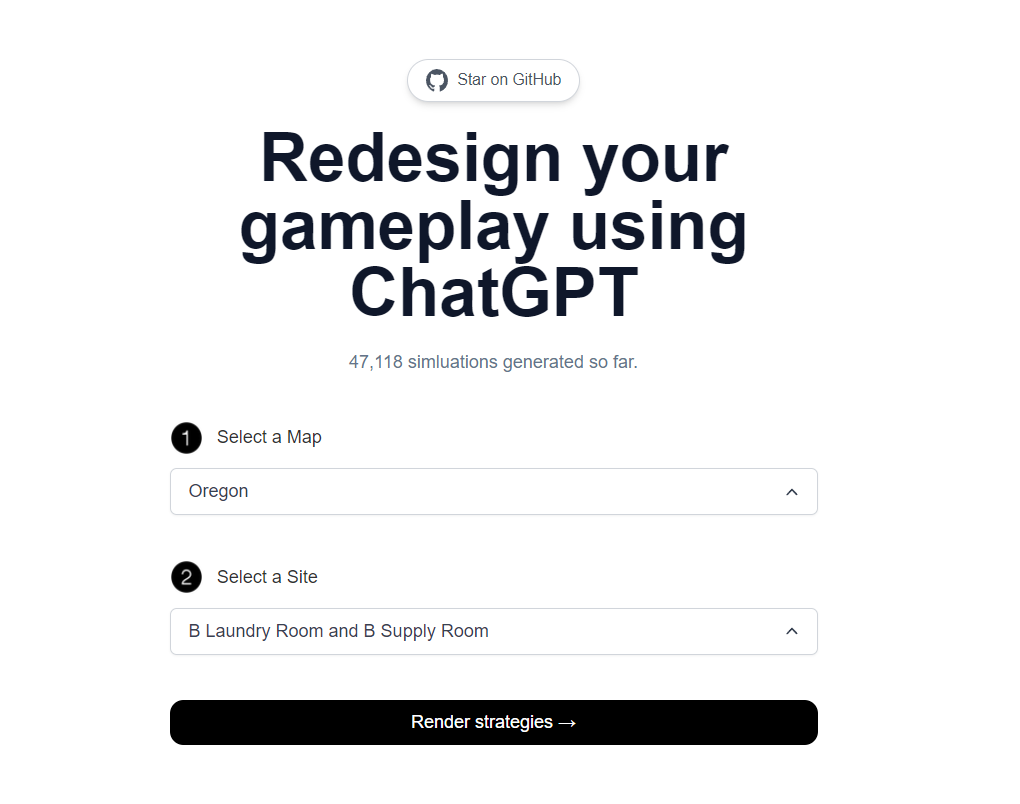 Star on GitHub
Redesign your
gameplay using
ChatGPT
47,118 simluations generated so far.
1 Select a Map
Oregon
2 Select a Site
B Laundry Room and B Supply Room
Render strategies →